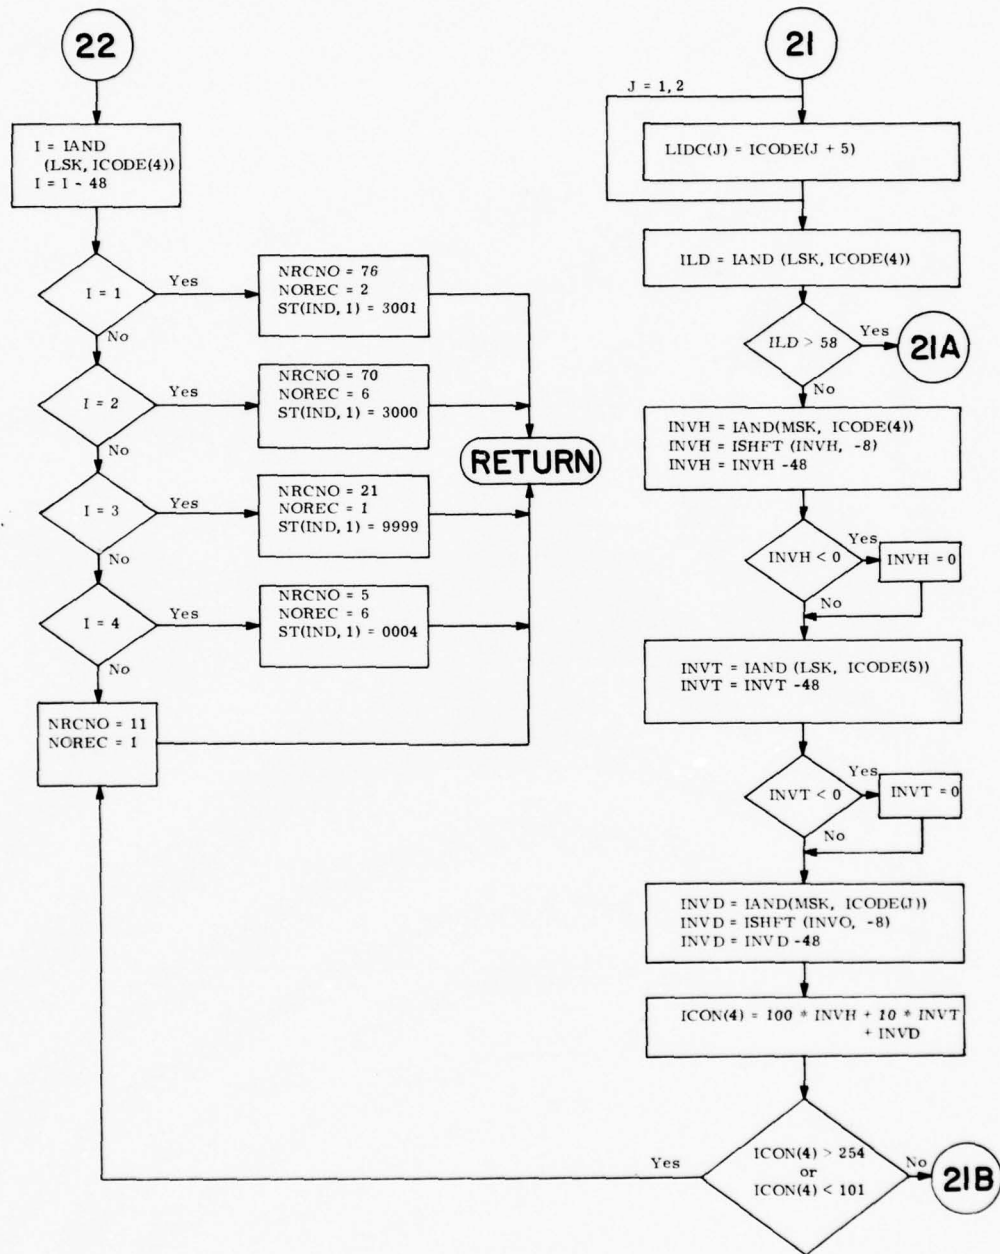 22
I = IAND
(LSK, ICODE(4))
I = I - 48
I = 1
Yes
No
NRCNO = 76
NOREC = 2
ST(IND, 1) = 3001
I = 2
Yes
No
NRCNO = 70
NOREC = 6
ST(IND, 1) = 3000
RETURN
I = 3
Yes
No
NRCNO = 21
NOREC = 1
ST(IND, 1) = 9999
I = 4
Yes
No
NRCNO = 5
NOREC = 6
ST(IND, 1) = 0004
NRCNO = 11
NOREC = 1
21
J = 1, 2
LIDC(J) = ICODE(J + 5)
ILD = IAND (LSK, ICODE(4))
ILD > 58
Yes
21A
No
INVH = IAND(MSK, ICODE(4))
INVH = ISHFT (INVH, -8)
INVH = INVH -48
INVH < 0
Yes
INVH = 0
No
INVT = IAND (LSK, ICODE(5))
INVT = INVT -48
INVT < 0
Yes
INVT = 0
No
INVD = IAND(MSK, ICODE(J))
INVD = ISHFT (INVO, -8)
INVD = INVD -48
ICON(4) = 100 * INVH + 10 * INVT
+ INVD
ICON(4) > 254
or
ICON(4) < 101
Yes
No
21B